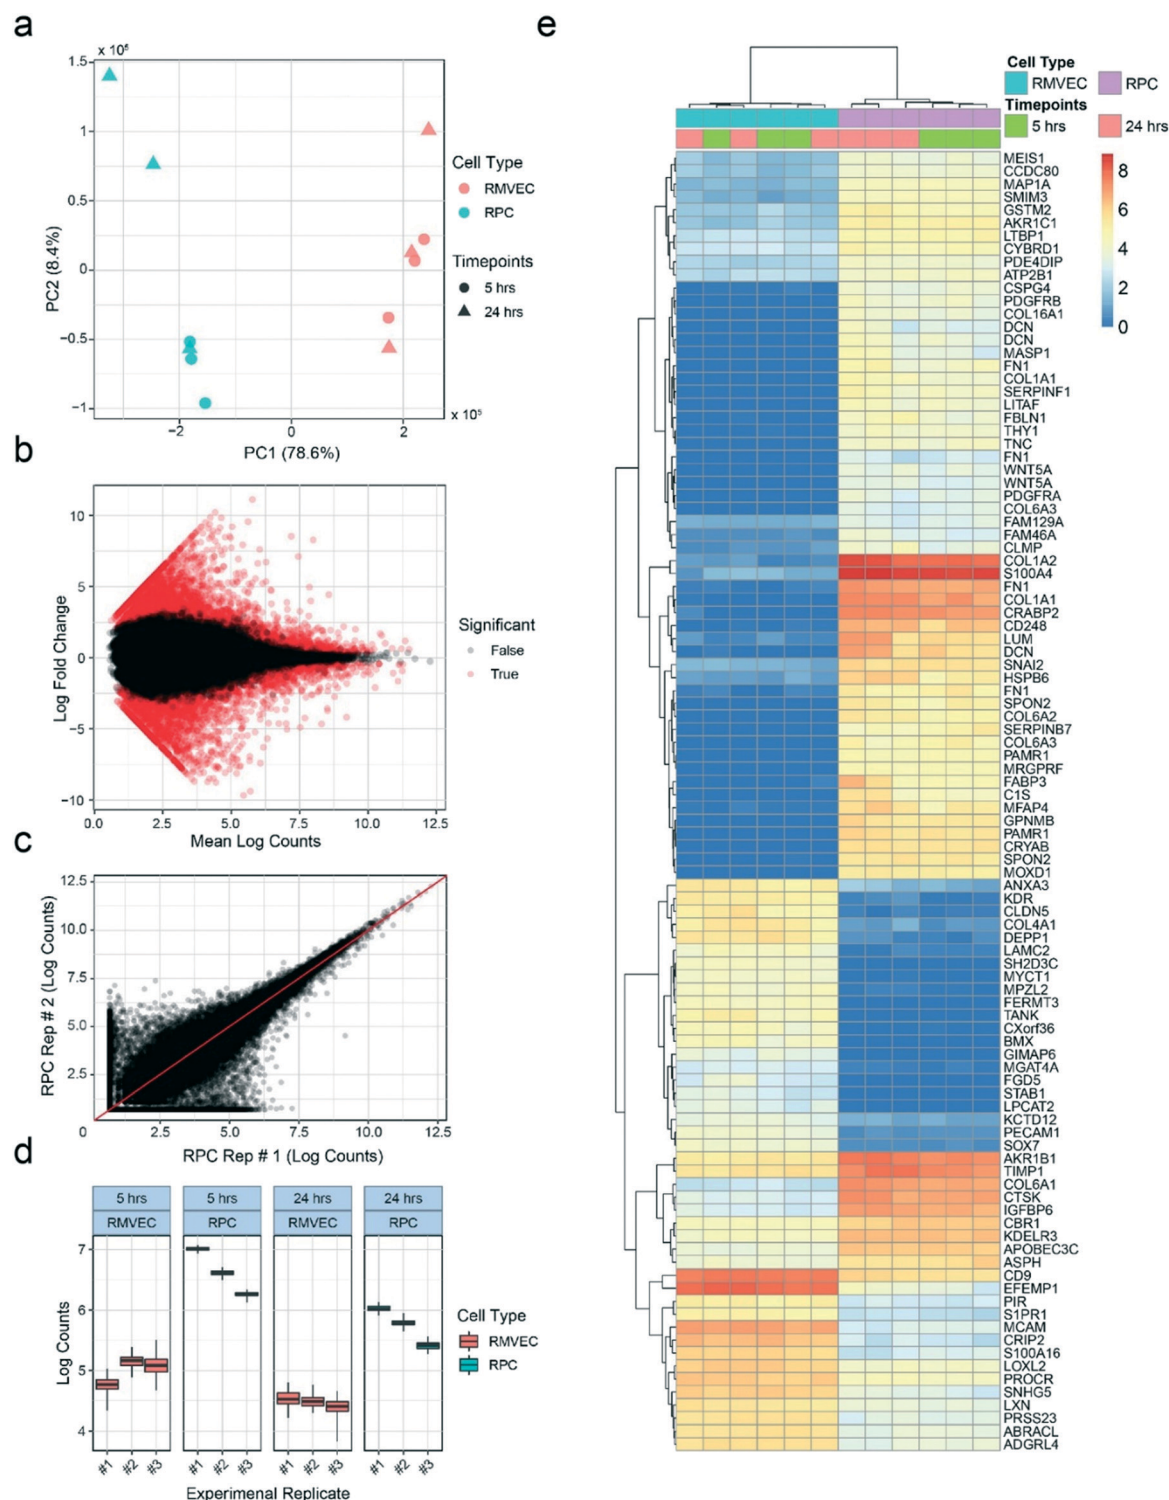 a
x 10⁵
1.5
1
0.5
0
−0.5
−1
PC2 (8.4%)
−2
0
2
x 10⁵
PC1 (78.6%)
Cell Type
RMVEC
RPC
Timepoints
5 hrs
24 hrs
b
10
5
0
−5
−10
Log Fold Change
0.0
2.5
5.0
7.5
10.0
12.5
Mean Log Counts
Significant
False
True
c
12.5
10.0
7.5
5.0
2.5
RPC Rep # 2 (Log Counts)
0
2.5
5.0
7.5
10.0
12.5
RPC Rep # 1 (Log Counts)
d
5 hrs
5 hrs
24 hrs
24 hrs
RMVEC
RPC
RMVEC
RPC
7
6
5
4
Log Counts
#1
#2
#3
#1
#2
#3
#1
#2
#3
#1
#2
#3
Experimenal Replicate
Cell Type
RMVEC
RPC
e
Cell Type
RMVEC
RPC
Timepoints
5 hrs
24 hrs
8
6
4
2
0
MEIS1
CCDC80
MAP1A
SMIM3
GSTM2
AKR1C1
LTBP1
CYBRD1
PDE4DIP
ATP2B1
CSPG4
PDGFRB
COL16A1
DCN
DCN
MASP1
FN1
COL1A1
SERPINF1
LITAF
FBLN1
THY1
TNC
FN1
WNT5A
WNT5A
PDGFRA
COL6A3
FAM129A
FAM46A
CLMP
COL1A2
S100A4
FN1
COL1A1
CRABP2
CD248
LUM
DCN
SNAI2
HSPB6
FN1
SPON2
COL6A2
SERPINB7
COL6A3
PAMR1
MRGPRF
FABP3
C1S
MFAP4
GPNMB
PAMR1
CRYAB
SPON2
MOXD1
ANXA3
KDR
CLDN5
COL4A1
DEPP1
LAMC2
SH2D3C
MYCT1
MPZL2
FERMT3
TANK
CXorf36
BMX
GIMAP6
MGAT4A
FGD5
STAB1
LPCAT2
KCTD12
PECAM1
SOX7
AKR1B1
TIMP1
COL6A1
CTSK
IGFBP6
CBR1
KDELR3
APOBEC3C
ASPH
CD9
EFEMP1
PIR
S1PR1
MCAM
CRIP2
S100A16
LOXL2
PROCR
SNHG5
LXN
PRSS23
ABRACL
ADGRL4